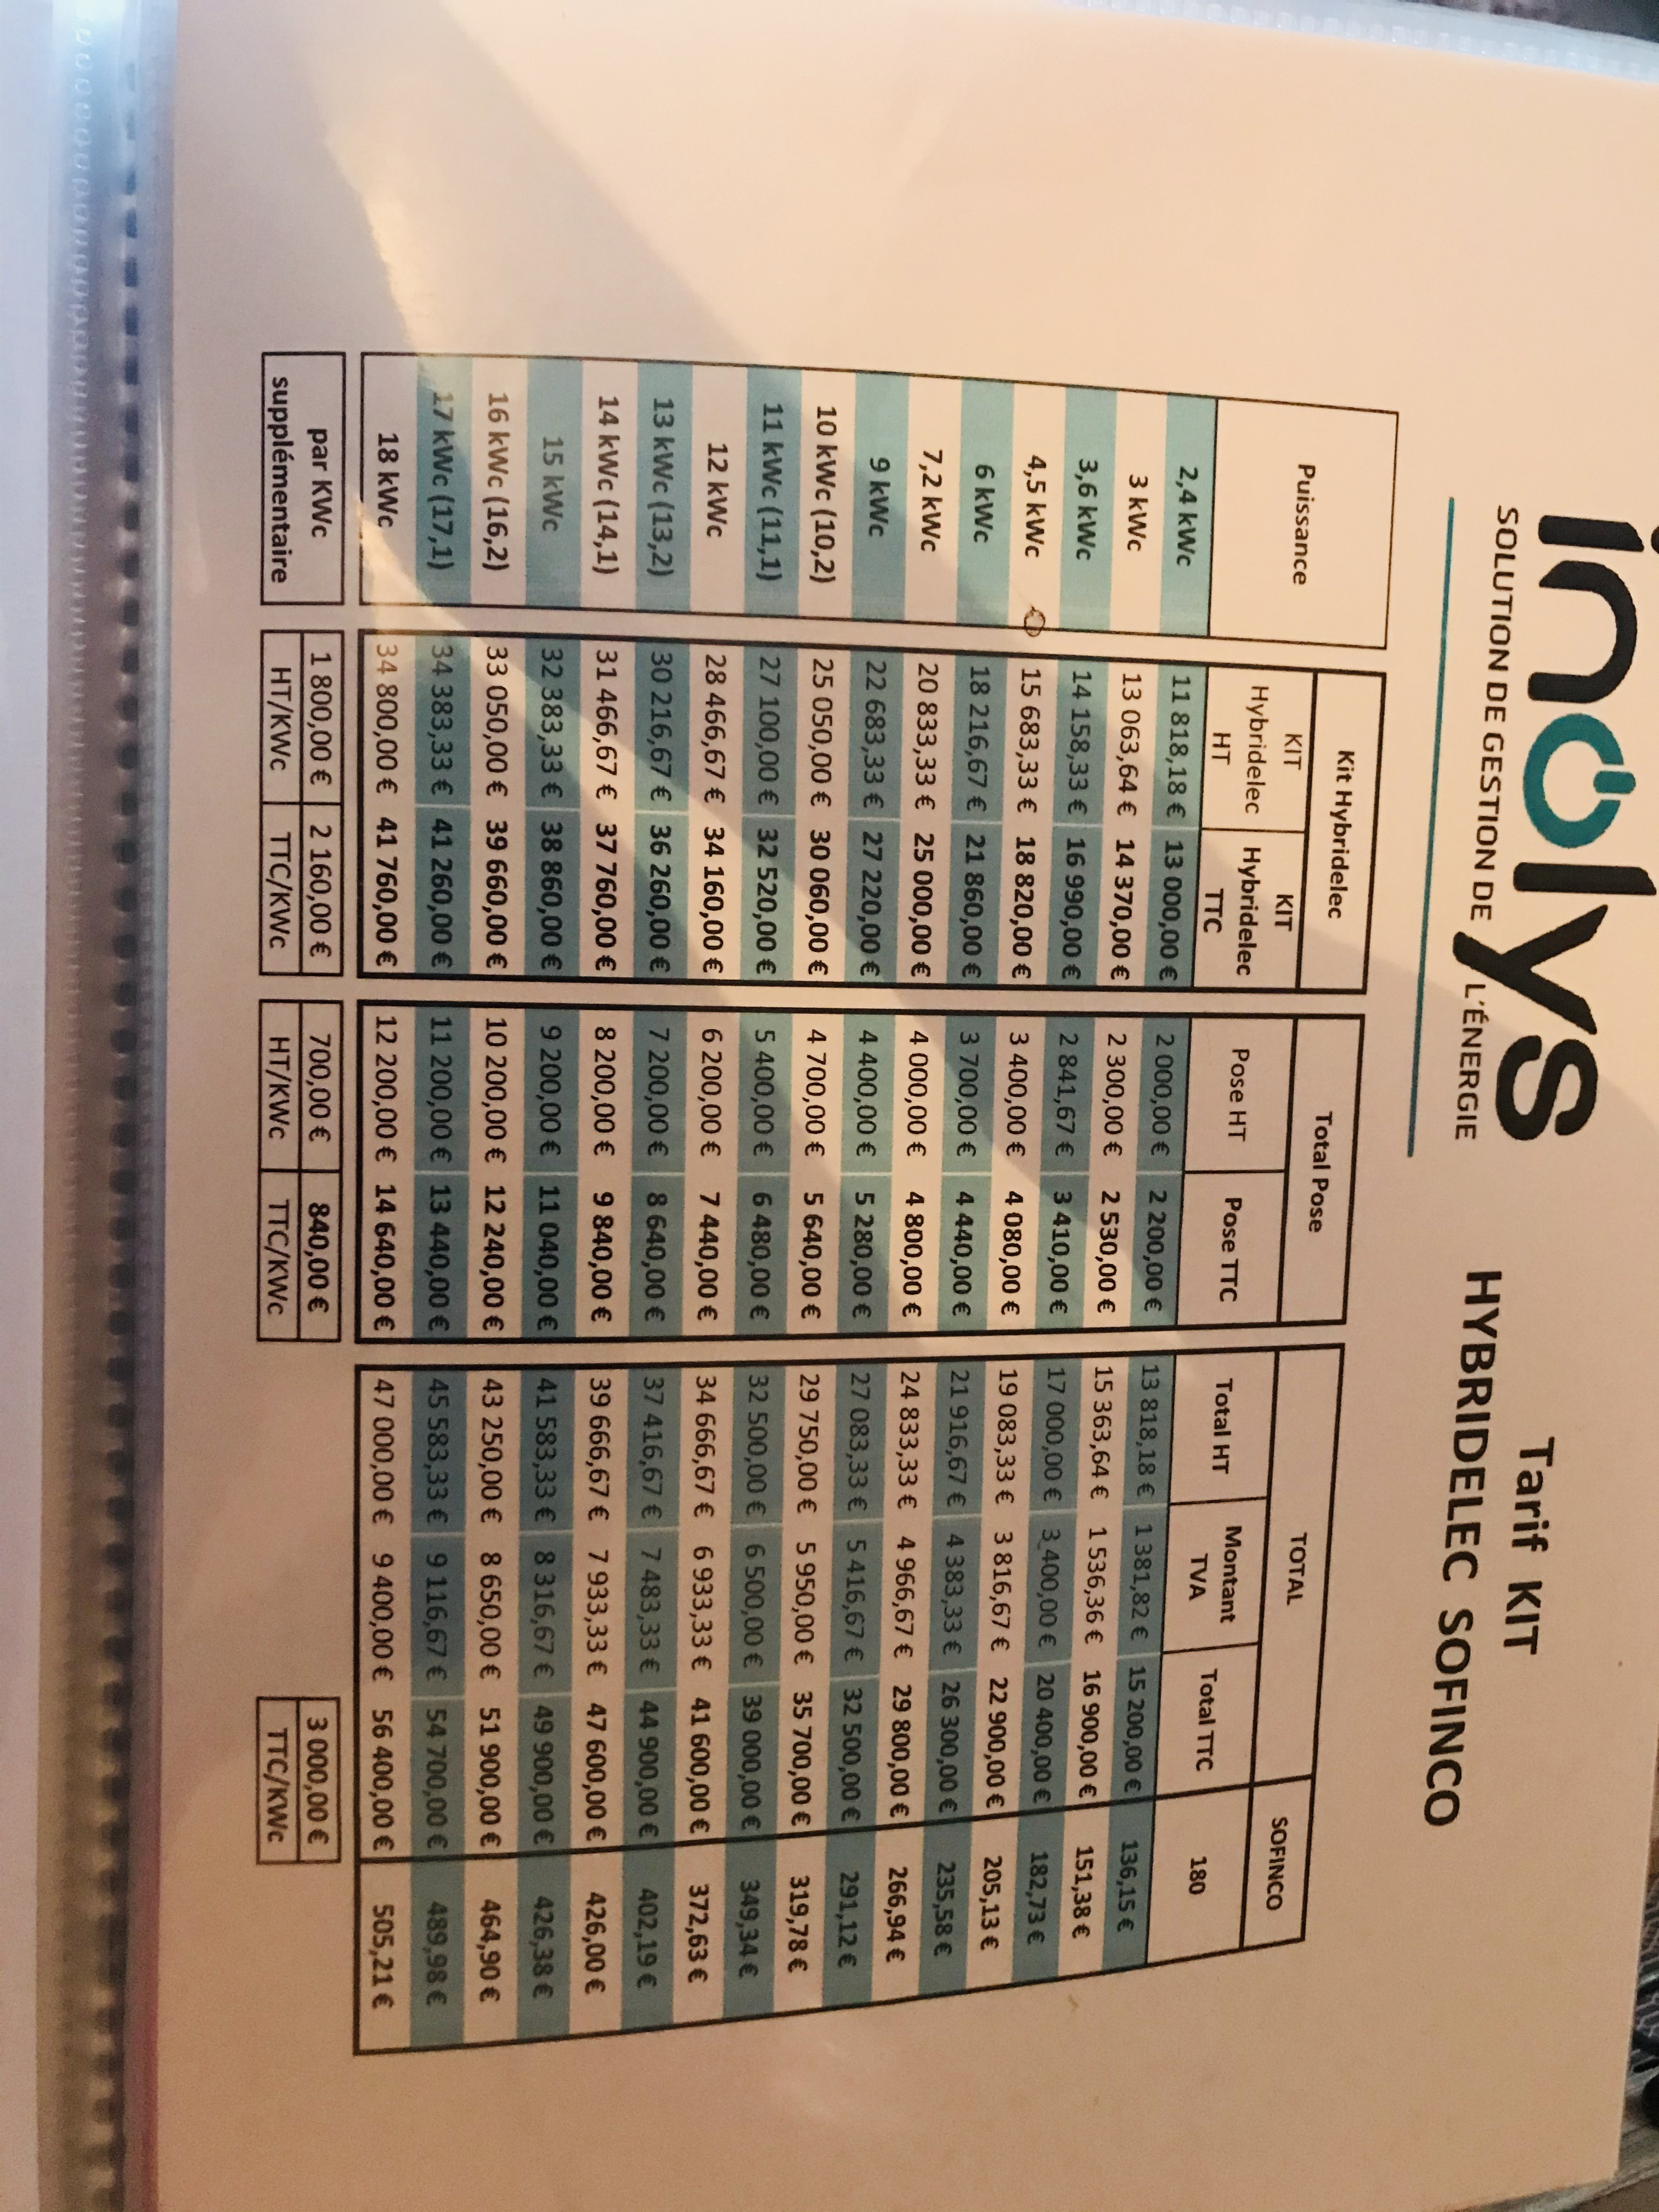 inolys
SOLUTION DE GESTION DE L'ÉNERGIE
Tarif KIT
HYBRIDELEC SOFINCO
Puissance Kit Hybridelec Total Pose TOTAL SOFINCO
KIT Hybridelec HT KIT Hybridelec TTC Pose HT Pose TTC Total HT Montant TVA Total TTC 180
2,4 kWc 11 818,18 € 13 000,00 € 2 000,00 € 2 200,00 € 13 818,18 € 1 381,82 € 15 200,00 € 136,15 €
3 kWc 13 063,64 € 14 370,00 € 2 300,00 € 2 530,00 € 15 363,64 € 1 536,36 € 16 900,00 € 151,38 €
3,6 kWc 14 158,33 € 16 990,00 € 2 841,67 € 3 410,00 € 17 000,00 € 3 400,00 € 20 400,00 € 182,73 €
4,5 kWc 15 683,33 € 18 820,00 € 3 400,00 € 4 080,00 € 19 083,33 € 3 816,67 € 22 900,00 € 205,13 €
6 kWc 18 216,67 € 21 860,00 € 3 700,00 € 4 440,00 € 21 916,67 € 4 383,33 € 26 300,00 € 235,58 €
7,2 kWc 20 833,33 € 25 000,00 € 4 000,00 € 4 800,00 € 24 833,33 € 4 966,67 € 29 800,00 € 266,94 €
9 kWc 22 683,33 € 27 220,00 € 4 400,00 € 5 280,00 € 27 083,33 € 5 416,67 € 32 500,00 € 291,12 €
10 kWc (10,2) 25 050,00 € 30 060,00 € 4 700,00 € 5 640,00 € 29 750,00 € 5 950,00 € 35 700,00 € 319,78 €
11 kWc (11,1) 27 100,00 € 32 520,00 € 5 400,00 € 6 480,00 € 32 500,00 € 6 500,00 € 39 000,00 € 349,34 €
12 kWc 28 466,67 € 34 160,00 € 6 200,00 € 7 440,00 € 34 666,67 € 6 933,33 € 41 600,00 € 372,63 €
13 kWc (13,2) 30 216,67 € 36 260,00 € 7 200,00 € 8 640,00 € 37 416,67 € 7 483,33 € 44 900,00 € 402,19 €
14 kWc (14,1) 31 466,67 € 37 760,00 € 8 200,00 € 9 840,00 € 39 666,67 € 7 933,33 € 47 600,00 € 426,00 €
15 kWc 32 383,33 € 38 860,00 € 9 200,00 € 11 040,00 € 41 583,33 € 8 316,67 € 49 900,00 € 426,38 €
16 kWc (16,2) 33 050,00 € 39 660,00 € 10 200,00 € 12 240,00 € 43 250,00 € 8 650,00 € 51 900,00 € 464,90 €
17 kWc (17,1) 34 383,33 € 41 260,00 € 11 200,00 € 13 440,00 € 45 583,33 € 9 116,67 € 54 700,00 € 489,98 €
18 kWc 34 800,00 € 41 760,00 € 12 200,00 € 14 640,00 € 47 000,00 € 9 400,00 € 56 400,00 € 505,21 €
par KWc 1 800,00 € 2 160,00 € 700,00 € 840,00 € 3 000,00 €
supplémentaire HT/KWc TTC/KWc HT/KWc TTC/KWc TTC/KWc